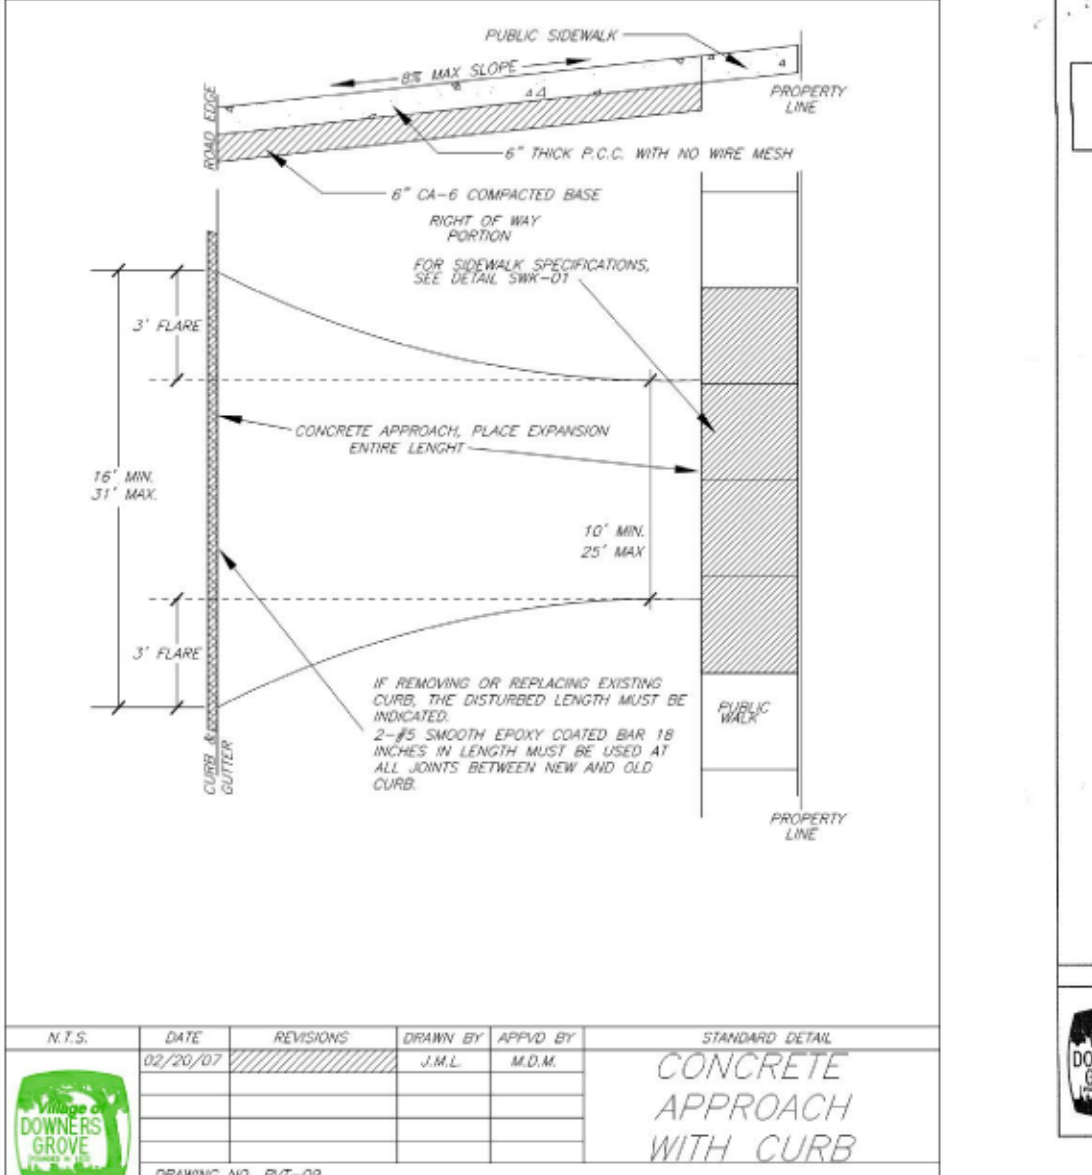 PUBLIC SIDEWALK
8% MAX SLOPE
ROAD EDGE
PROPERTY
LINE
6" THICK P.C.C. WITH NO WIRE MESH
6" CA-6 COMPACTED BASE
RIGHT OF WAY
PORTION
FOR SIDEWALK SPECIFICATIONS,
SEE DETAIL SWK-01
3' FLARE
CONCRETE APPROACH, PLACE EXPANSION
ENTIRE LENGHT
16' MIN.
31' MAX.
10' MIN.
25' MAX
3' FLARE
IF REMOVING OR REPLACING EXISTING
CURB, THE DISTURBED LENGTH MUST BE
INDICATED.
2-#5 SMOOTH EPOXY COATED BAR 18
INCHES IN LENGTH MUST BE USED AT
ALL JOINTS BETWEEN NEW AND OLD
CURB.
PUBLIC
WALK
CURB &
GUTTER
PROPERTY
LINE
N.T.S. DATE REVISIONS DRAWN BY APPVD BY STANDARD DETAIL
02/20/07 J.M.L. M.D.M.
CONCRETE
APPROACH
WITH CURB
Village of
DOWNERS
GROVE
DRAWING NO. PVT-09
DO